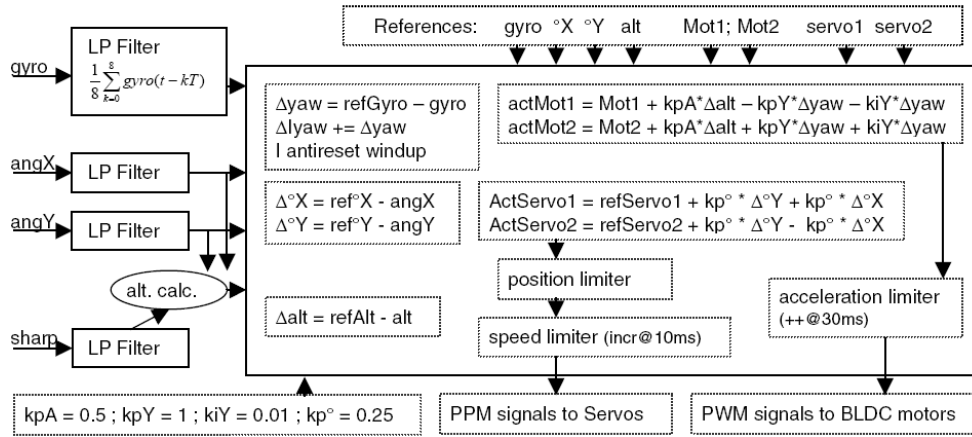 References: gyro °X °Y alt Mot1; Mot2 servo1 servo2
gyro
LP Filter
1/8 8∑k=0 gyro(t − kT)
Δyaw = refGyro – gyro
ΔIyaw += Δyaw
I antireset windup
actMot1 = Mot1 + kpA*Δalt – kpY*Δyaw – kiY*Δyaw
actMot2 = Mot2 + kpA*Δalt + kpY*Δyaw + kiY*Δyaw
angX
LP Filter
angY
LP Filter
Δ°X = ref°X - angX
Δ°Y = ref°Y - angY
ActServo1 = refServo1 + kp° * Δ°Y + kp° * Δ°X
ActServo2 = refServo2 + kp° * Δ°Y - kp° * Δ°X
alt. calc.
position limiter
acceleration limiter
(++@30ms)
Δalt = refAlt - alt
speed limiter (incr@10ms)
sharp
LP Filter
kpA = 0.5 ; kpY = 1 ; kiY = 0.01 ; kp° = 0.25
PPM signals to Servos
PWM signals to BLDC motors